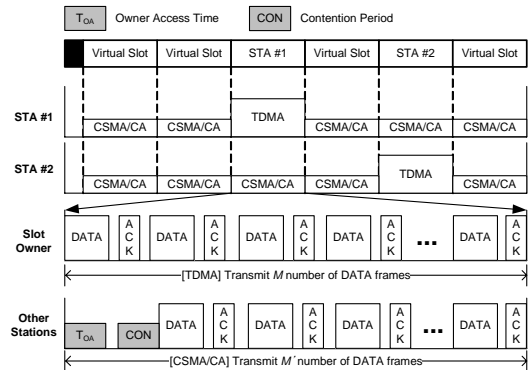 TOA Owner Access Time CON Contention Period
Virtual Slot Virtual Slot STA #1 Virtual Slot STA #2 Virtual Slot
STA #1
CSMA/CA CSMA/CA TDMA CSMA/CA CSMA/CA CSMA/CA
STA #2
CSMA/CA CSMA/CA CSMA/CA CSMA/CA TDMA CSMA/CA
Slot Owner
DATA ACK DATA ACK DATA ACK DATA ACK ... DATA ACK
[TDMA] Transmit M number of DATA frames
Other Stations
TOA CON DATA ACK DATA ACK DATA ACK ... DATA ACK
[CSMA/CA] Transmit M´ number of DATA frames